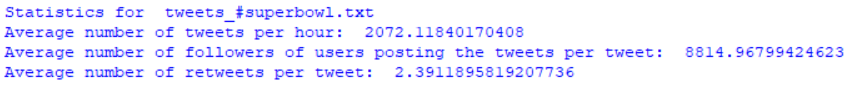 Statistics for  tweets_#superbowl.txt
Average number of tweets per hour:  2072.11840170408
Average number of followers of users posting the tweets per tweet:  8814.96799424623
Average number of retweets per tweet:  2.3911895819207736